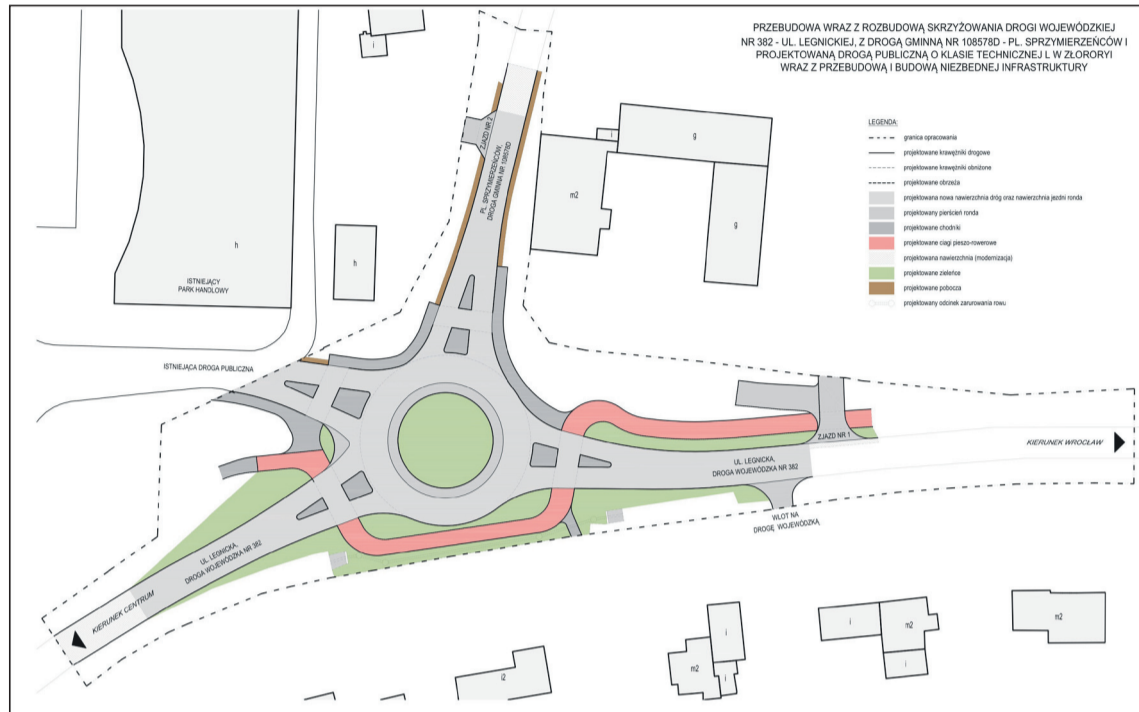 PRZEBUDOWA WRAZ Z ROZBUDOWĄ SKRZYŻOWANIA DROGI WOJEWÓDZKIEJ
NR 382 - UL. LEGNICKIEJ, Z DROGĄ GMINNĄ NR 108578D - PL. SPRZYMIERZEŃCÓW I
PROJEKTOWANĄ DROGĄ PUBLICZNĄ O KLASIE TECHNICZNEJ L W ZŁORORYI
WRAZ Z PRZEBUDOWĄ I BUDOWĄ NIEZBEDNEJ INFRASTRUKTURY
LEGENDA:
granica opracowania
projektowane krawężniki drogowe
projektowane krawężniki obniżone
projektowane obrzeża
projektowana nowa nawierzchnia dróg oraz nawierzchnia jezdni ronda
projektowany pierścień ronda
projektowane chodniki
projektowane ciągi pieszo-rowerowe
projektowana nawierzchnia (modernizacja)
projektowane zieleńce
projektowane pobocza
projektowany odcinek zarurowania rowu
i
ZJAZD NR 2
PL. SPRZYMIERZEŃCÓW,
DROGA GMINNA NR 108578D
i
g
m2
g
h
h
ISTNIEJĄCY
PARK HANDLOWY
ISTNIEJĄCA DROGA PUBLICZNA
ZJAZD NR 1
KIERUNEK WROCŁAW
UL. LEGNICKA,
DROGA WOJEWÓDZKA NR 382
WLOT NA
DROGĘ WOJEWÓDZKĄ
UL. LEGNICKA,
DROGA WOJEWÓDZKA NR 382
KIERUNEK CENTRUM
i2
m2
i
i
i
m2
i
m2